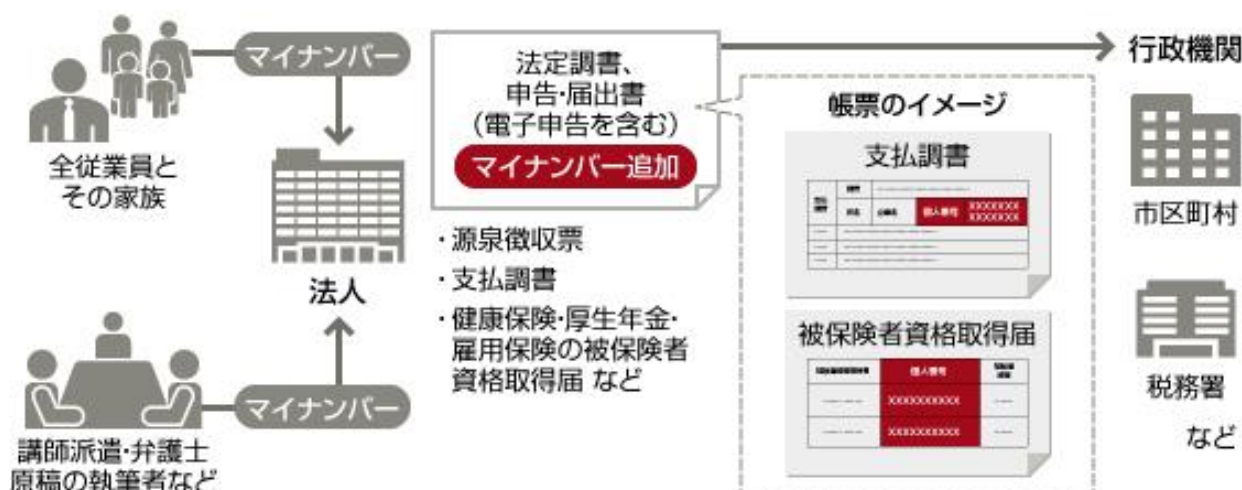 マイナンバー
全従業員と
その家族
法人
マイナンバー
講師派遣・弁護士
原稿の執筆者など
法定調書、
申告・届出書
(電子申告を含む)
マイナンバー追加
・源泉徴収票
・支払調書
・健康保険・厚生年金・
雇用保険の被保険者
資格取得届 など
帳票のイメージ
支払調書
個人番号
XXXXXXX
XXXXXXX
被保険者資格取得届
個人番号
XXXXXXXXXX
XXXXXXXXXX
行政機関
市区町村
税務署
など